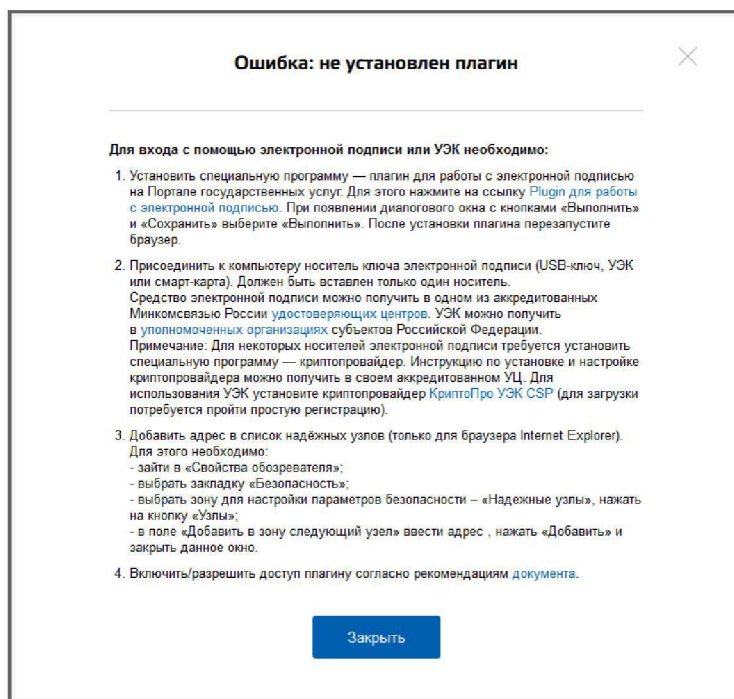 Ошибка: не установлен плагин
Для входа с помощью электронной подписи или УЭК необходимо:
1. Установить специальную программу — плагин для работы с электронной подписью
на Портале государственных услуг. Для этого нажмите на ссылку Plugin для работы
с электронной подписью. При появлении диалогового окна с кнопками «Выполнить»
и «Сохранить» выберите «Выполнить». После установки плагина перезапустите
браузер.
2. Присоединить к компьютеру носитель ключа электронной подписи (USB-ключ, УЭК
или смарт-карта). Должен быть вставлен только один носитель.
Средство электронной подписи можно получить в одном из аккредитованных
Минкомсвязью России удостоверяющих центров. УЭК можно получить
в уполномоченных организациях субъектов Российской Федерации.
Примечание: Для некоторых носителей электронной подписи требуется установить
специальную программу — криптопровайдер. Инструкцию по установке и настройке
криптопровайдера можно получить в своем аккредитованном УЦ. Для
использования УЭК установите криптопровайдер КриптоПро УЭК CSP (для загрузки
потребуется пройти простую регистрацию).
3. Добавить адрес в список надёжных узлов (только для браузера Internet Explorer).
Для этого необходимо:
- зайти в «Свойства обозревателя»;
- выбрать закладку «Безопасность»;
- выбрать зону для настройки параметров безопасности – «Надежные узлы», нажать
на кнопку «Узлы»;
- в поле «Добавить в зону следующий узел» ввести адрес , нажать «Добавить» и
закрыть данное окно.
4. Включить/разрешить доступ плагину согласно рекомендациям документа.
Закрыть